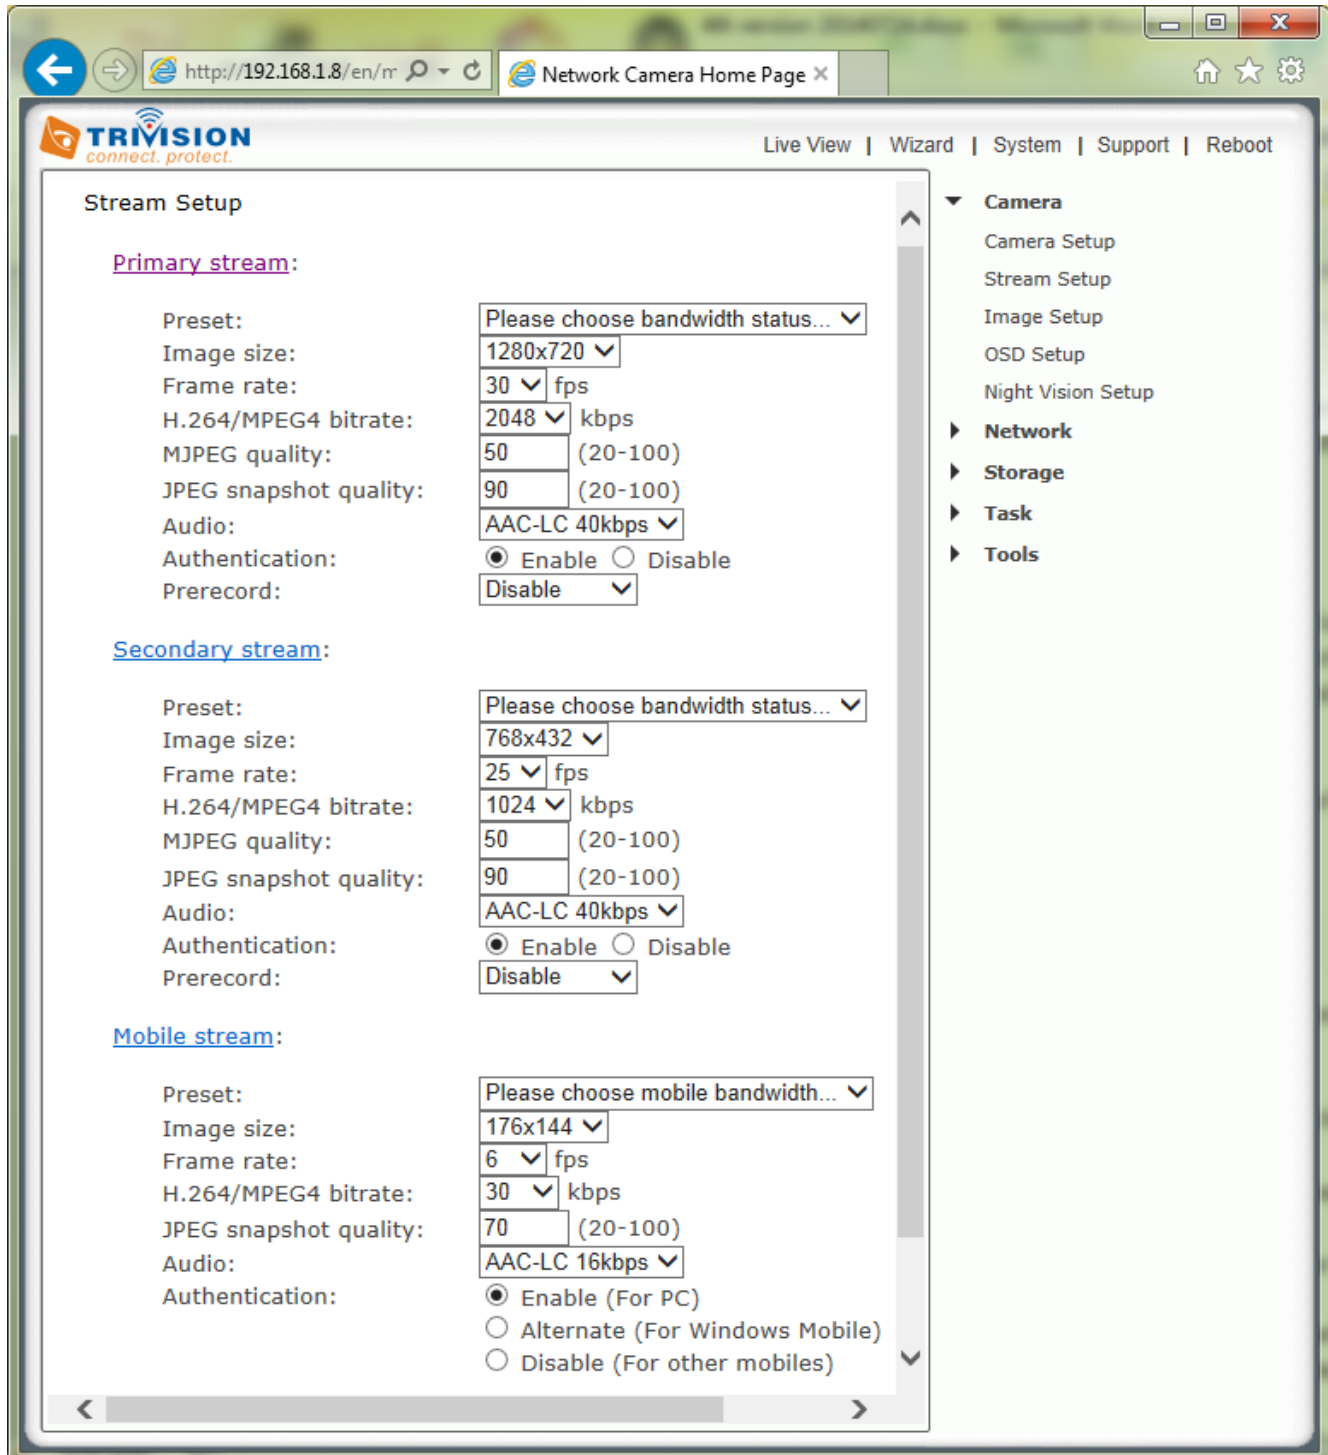 http://192.168.1.8/en/m
Network Camera Home Page
TRIVISION
connect. protect.
Live View | Wizard | System | Support | Reboot
Stream Setup
Primary stream:
Preset: Please choose bandwidth status...
Image size: 1280x720
Frame rate: 30 fps
H.264/MPEG4 bitrate: 2048 kbps
MJPEG quality: 50 (20-100)
JPEG snapshot quality: 90 (20-100)
Audio: AAC-LC 40kbps
Authentication: Enable Disable
Prerecord: Disable
Secondary stream:
Preset: Please choose bandwidth status...
Image size: 768x432
Frame rate: 25 fps
H.264/MPEG4 bitrate: 1024 kbps
MJPEG quality: 50 (20-100)
JPEG snapshot quality: 90 (20-100)
Audio: AAC-LC 40kbps
Authentication: Enable Disable
Prerecord: Disable
Mobile stream:
Preset: Please choose mobile bandwidth...
Image size: 176x144
Frame rate: 6 fps
H.264/MPEG4 bitrate: 30 kbps
JPEG snapshot quality: 70 (20-100)
Audio: AAC-LC 16kbps
Authentication: Enable (For PC)
Alternate (For Windows Mobile)
Disable (For other mobiles)
Camera
Camera Setup
Stream Setup
Image Setup
OSD Setup
Night Vision Setup
Network
Storage
Task
Tools